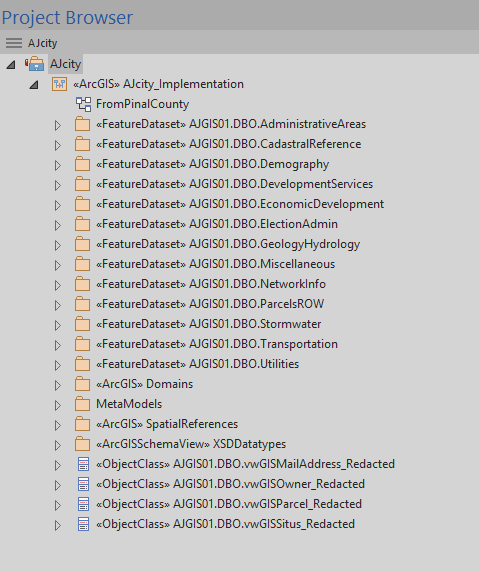 Project Browser
AJcity
AJcity
«ArcGIS» AJcity_Implementation
FromPinalCounty
«FeatureDataset» AJGIS01.DBO.AdministrativeAreas
«FeatureDataset» AJGIS01.DBO.CadastralReference
«FeatureDataset» AJGIS01.DBO.Demography
«FeatureDataset» AJGIS01.DBO.DevelopmentServices
«FeatureDataset» AJGIS01.DBO.EconomicDevelopment
«FeatureDataset» AJGIS01.DBO.ElectionAdmin
«FeatureDataset» AJGIS01.DBO.GeologyHydrology
«FeatureDataset» AJGIS01.DBO.Miscellaneous
«FeatureDataset» AJGIS01.DBO.NetworkInfo
«FeatureDataset» AJGIS01.DBO.ParcelsROW
«FeatureDataset» AJGIS01.DBO.Stormwater
«FeatureDataset» AJGIS01.DBO.Transportation
«FeatureDataset» AJGIS01.DBO.Utilities
«ArcGIS» Domains
MetaModels
«ArcGIS» SpatialReferences
«ArcGISSchemaView» XSDDatatypes
«ObjectClass» AJGIS01.DBO.vwGISMailAddress_Redacted
«ObjectClass» AJGIS01.DBO.vwGISOwner_Redacted
«ObjectClass» AJGIS01.DBO.vwGISParcel_Redacted
«ObjectClass» AJGIS01.DBO.vwGISSitus_Redacted